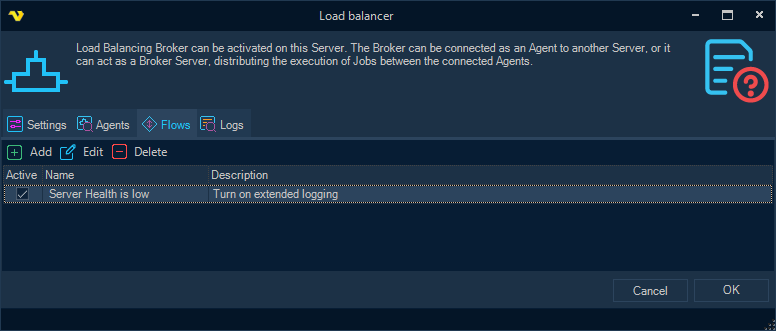 Load balancer
Load Balancing Broker can be activated on this Server. The Broker can be connected as an Agent to another Server, or it
can act as a Broker Server, distributing the execution of Jobs between the connected Agents.
Settings Agents Flows Logs
Add Edit Delete
Active Name Description
Server Health is low Turn on extended logging
Cancel OK